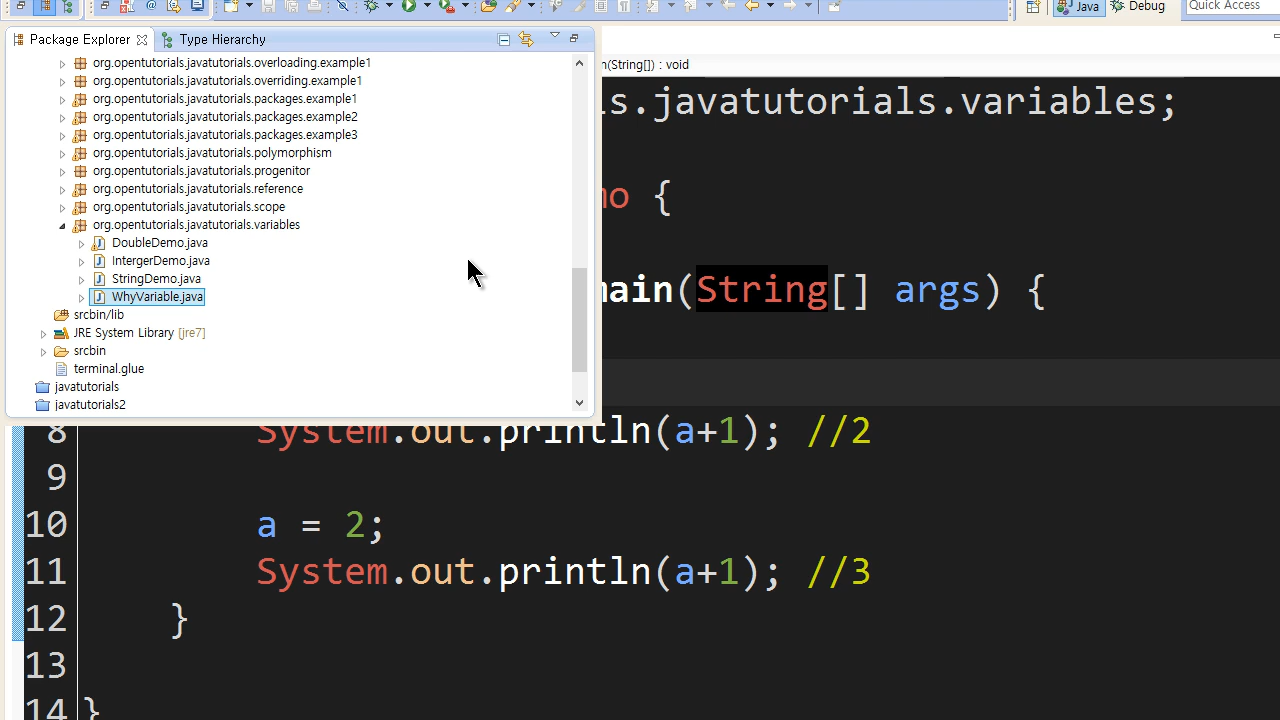 Java
Debug
Quick Access
Package Explorer
Type Hierarchy
org.opentutorials.javatutorials.overloading.example1
org.opentutorials.javatutorials.overriding.example1
org.opentutorials.javatutorials.packages.example1
org.opentutorials.javatutorials.packages.example2
org.opentutorials.javatutorials.packages.example3
org.opentutorials.javatutorials.polymorphism
org.opentutorials.javatutorials.progenitor
org.opentutorials.javatutorials.reference
org.opentutorials.javatutorials.scope
org.opentutorials.javatutorials.variables
DoubleDemo.java
IntergerDemo.java
StringDemo.java
WhyVariable.java
srcbin/lib
JRE System Library [jre7]
srcbin
terminal.glue
javatutorials
javatutorials2
n(String[]) : void
s.javatutorials.variables;
mo {
main(String[] args) {
8 System.out.println(a+1); //2
9
10 a = 2;
11 System.out.println(a+1); //3
12 }
13
14 }